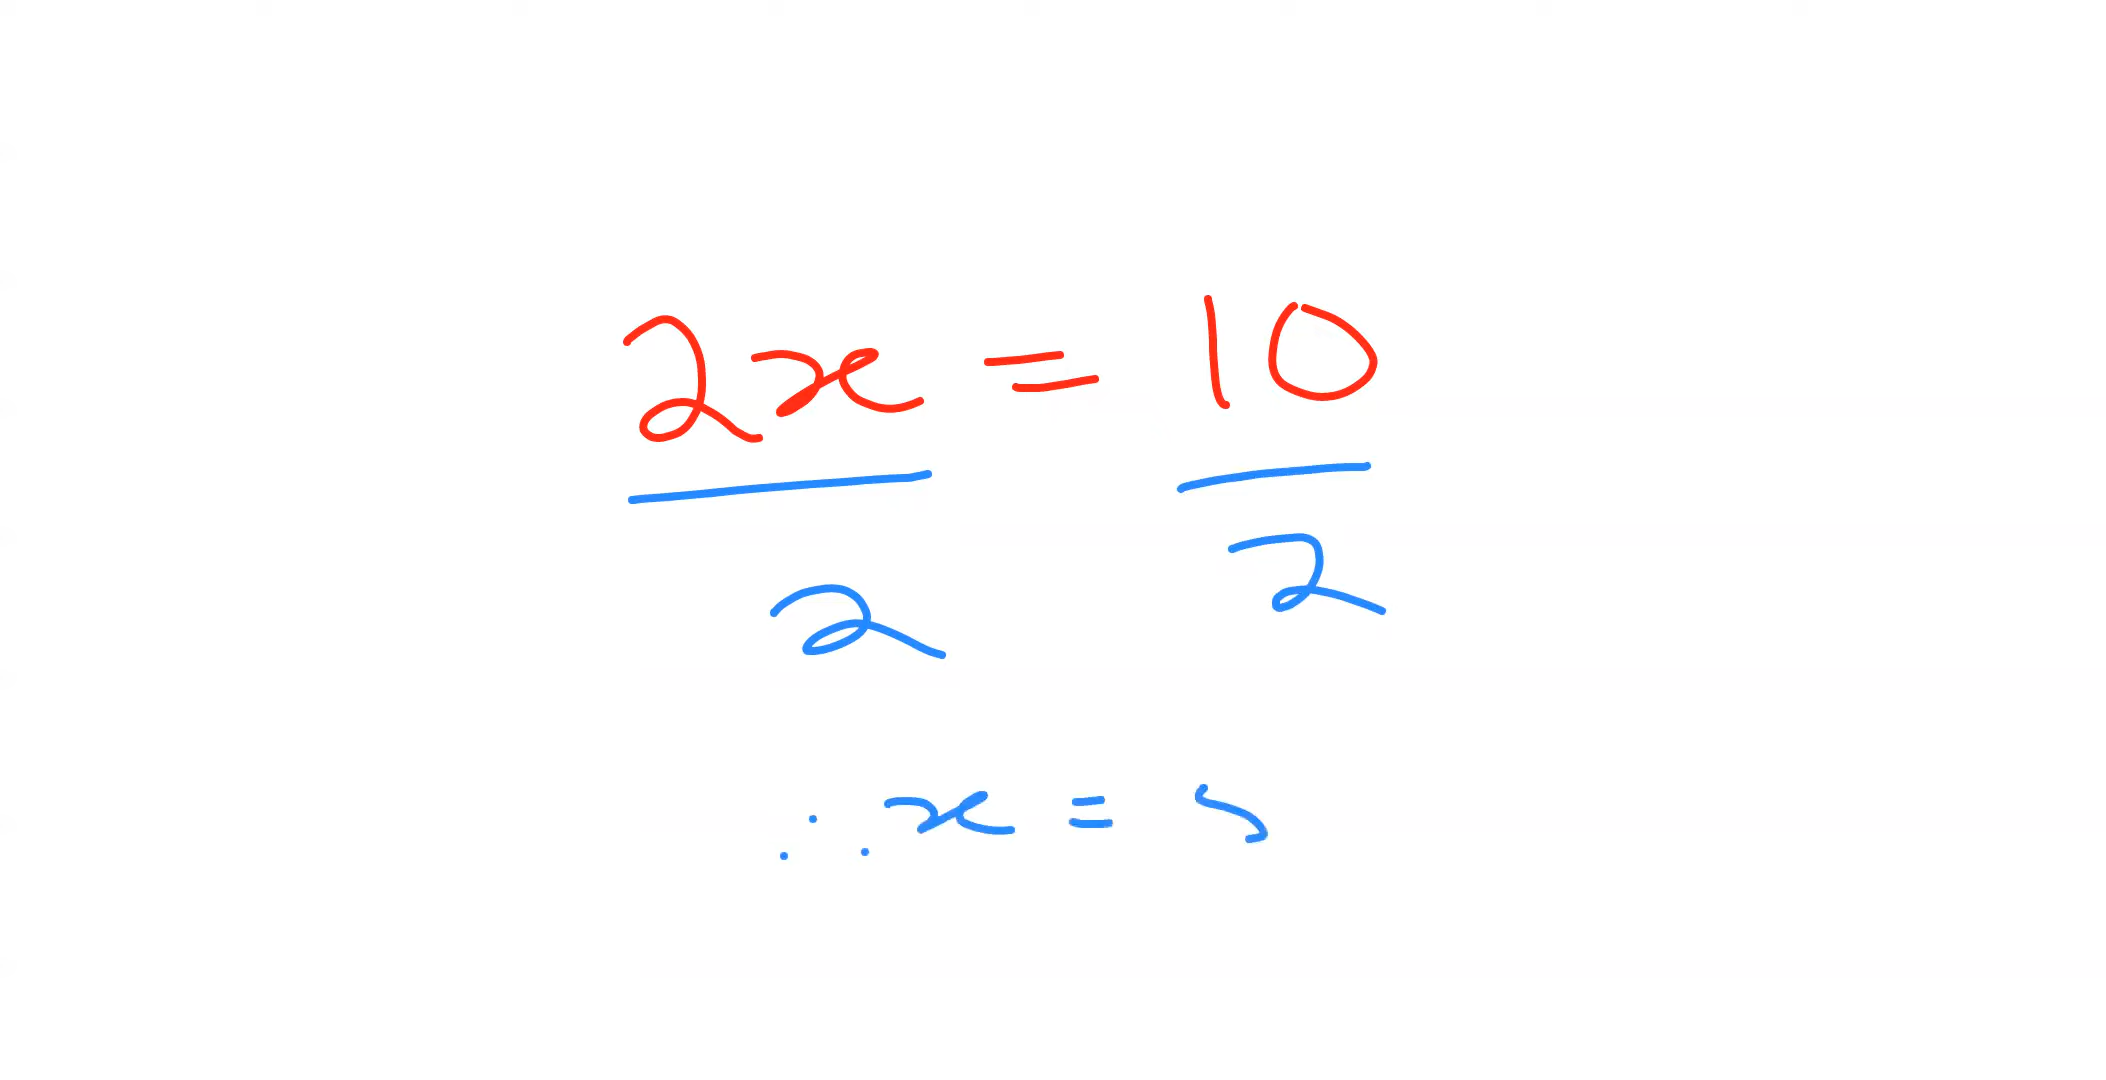 2x = 10
2 2
∴ x = 5